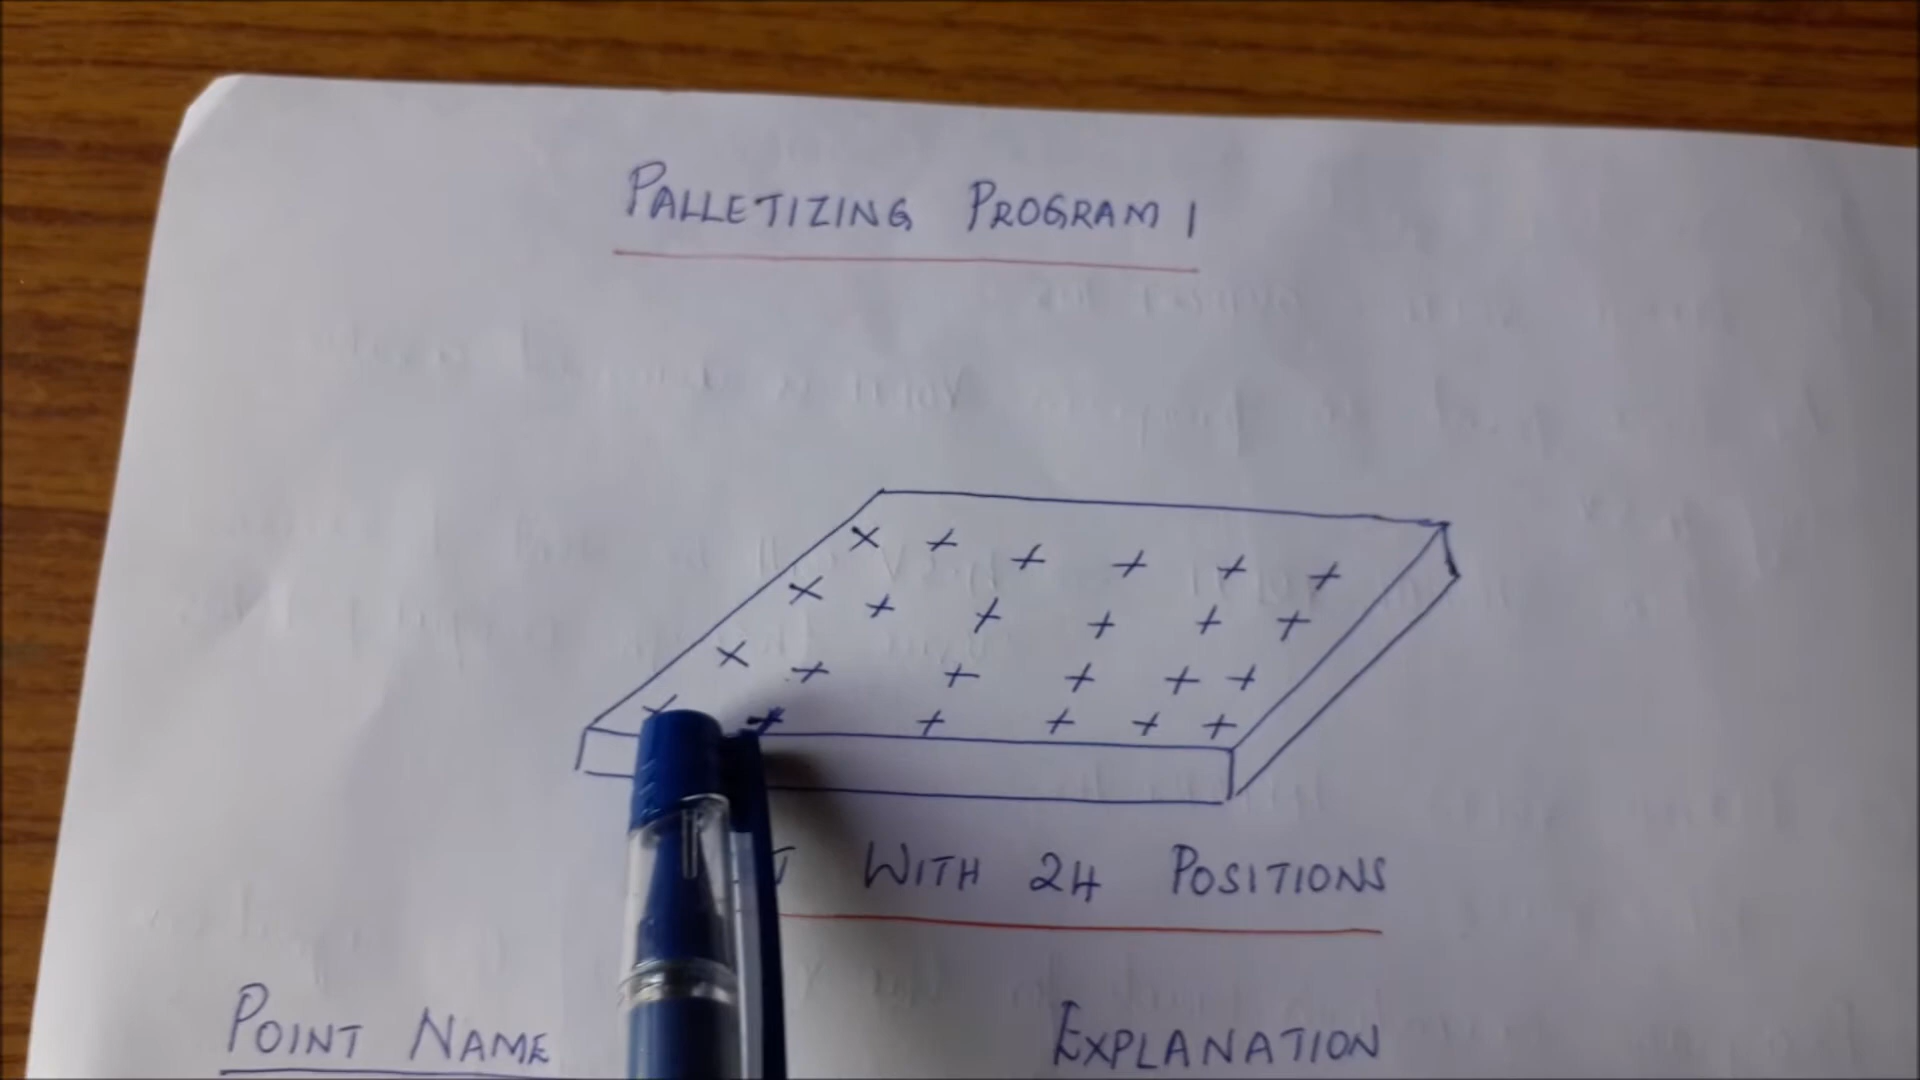 PALLETIZING PROGRAM 1
WITH 24 POSITIONS
POINT NAME
EXPLANATION